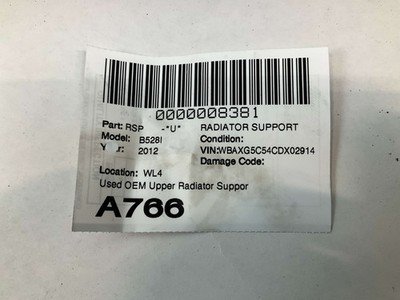 0000008381
Part: RSP -"U" RADIATOR SUPPORT
Model: B528I Condition:
Year: 2012 VIN:WBAXG5C54CDX02914
Damage Code:
Location: WL4
Used OEM Upper Radiator Suppor
A766